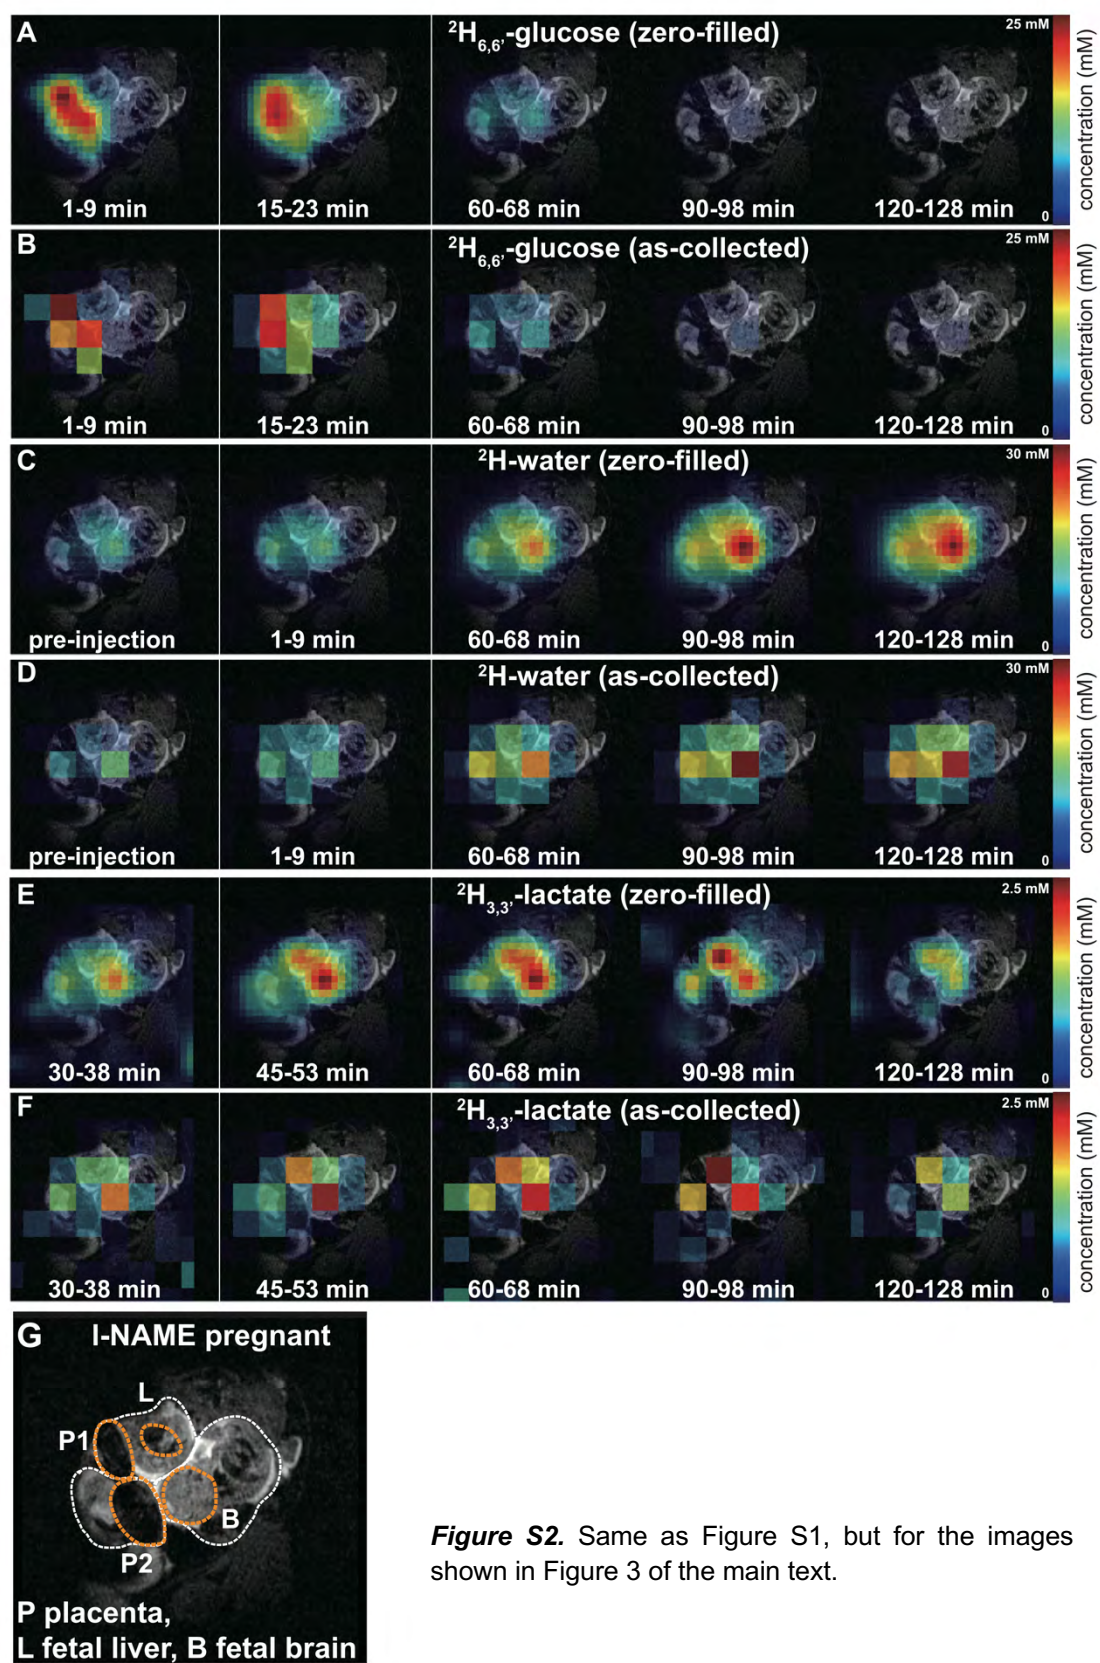 A
²H6,6'-glucose (zero-filled)
25 mM
concentration (mM)
0
1-9 min
15-23 min
60-68 min
90-98 min
120-128 min
B
²H6,6'-glucose (as-collected)
25 mM
concentration (mM)
0
1-9 min
15-23 min
60-68 min
90-98 min
120-128 min
C
²H-water (zero-filled)
30 mM
concentration (mM)
0
pre-injection
1-9 min
60-68 min
90-98 min
120-128 min
D
²H-water (as-collected)
30 mM
concentration (mM)
0
pre-injection
1-9 min
60-68 min
90-98 min
120-128 min
E
²H3,3'-lactate (zero-filled)
2.5 mM
concentration (mM)
0
30-38 min
45-53 min
60-68 min
90-98 min
120-128 min
F
²H3,3'-lactate (as-collected)
2.5 mM
concentration (mM)
0
30-38 min
45-53 min
60-68 min
90-98 min
120-128 min
G
l-NAME pregnant
L
P1
B
P2
P placenta,
L fetal liver, B fetal brain
Figure S2. Same as Figure S1, but for the images
shown in Figure 3 of the main text.